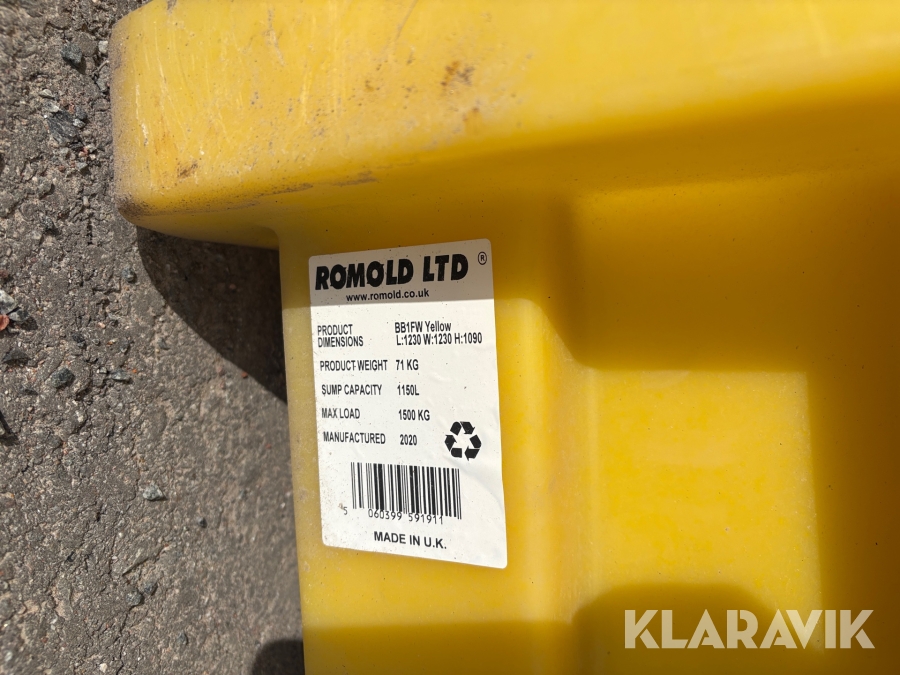 ROMOLD LTD ®
www.romold.co.uk
PRODUCT BB1FW Yellow
DIMENSIONS L:1230 W:1230 H:1090
PRODUCT WEIGHT 71 KG
SUMP CAPACITY 1150L
MAX LOAD 1500 KG
MANUFACTURED 2020
5 060399 591911
MADE IN U.K.
KLARAVIK